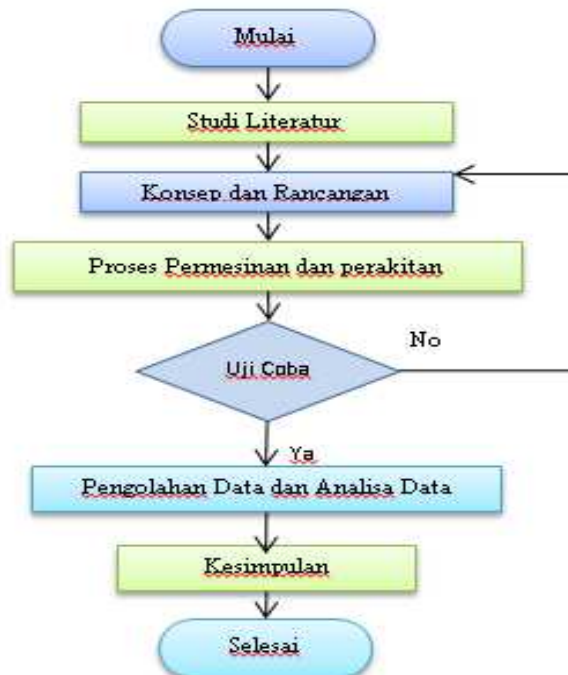 Mulai
Studi Literatur
Konsep dan Rancangan
Proses Permesinan dan perakitan
No
Uji Coba
Ya
Pengolahan Data dan Analisa Data
Kesimpulan
Selesai